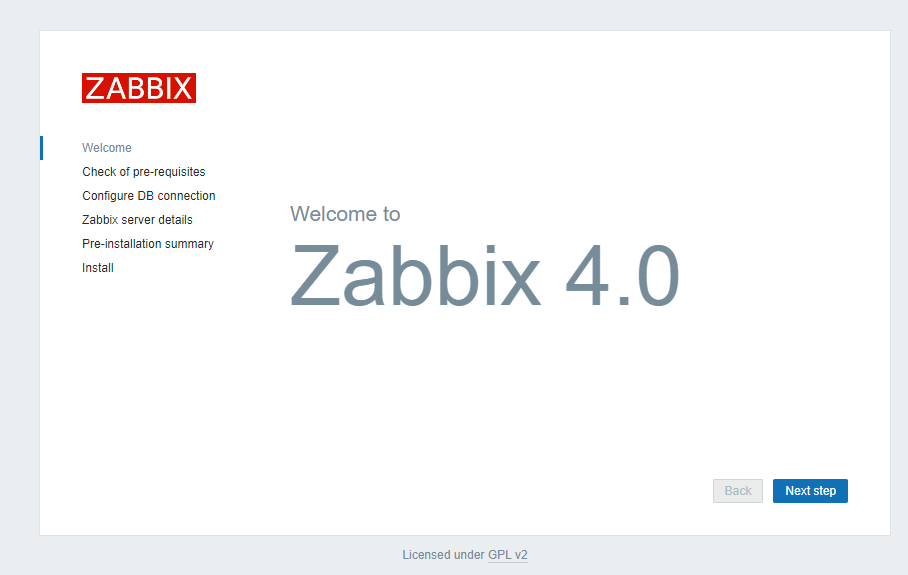 ZABBIX
Welcome
Check of pre-requisites
Configure DB connection
Zabbix server details
Pre-installation summary
Install
Welcome to
Zabbix 4.0
Back
Next step
Licensed under GPL v2